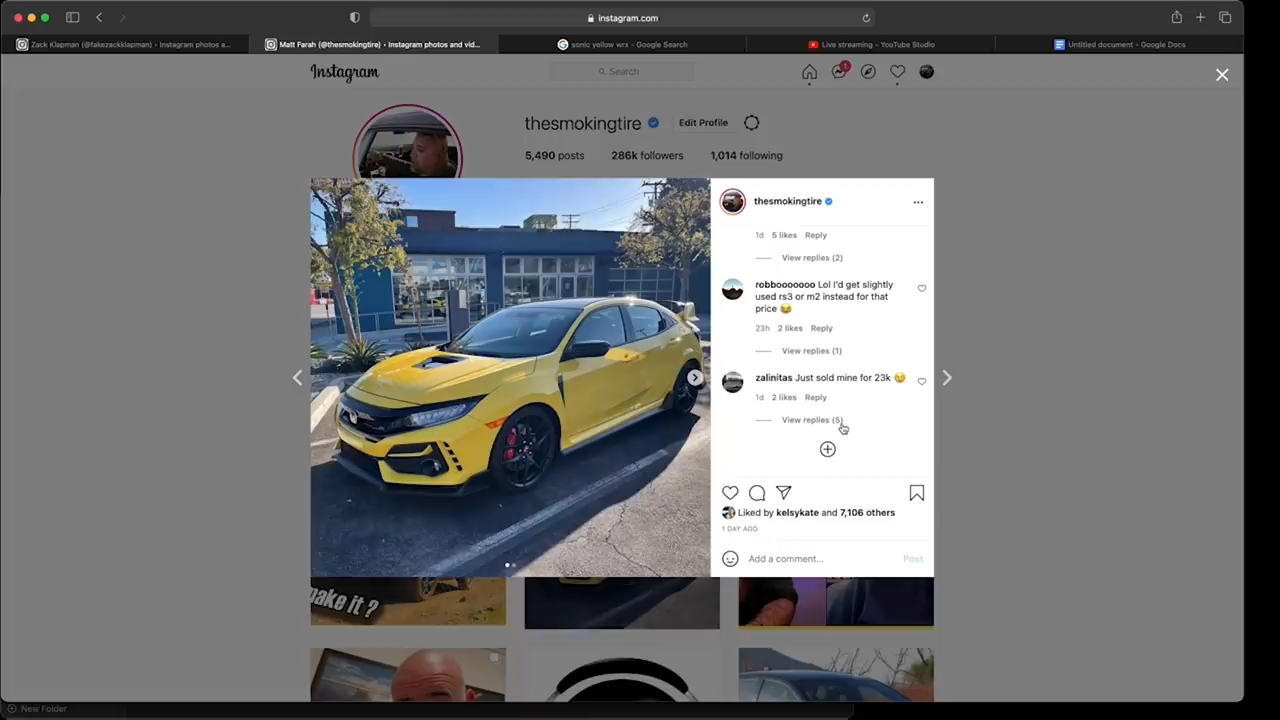 instagram.com
Zack Klapman (@fakezackklapman) • Instagram photos a...
Matt Farah (@thesmokingtire) • Instagram photos and vid...
sonic yellow wrx - Google Search
Live streaming - YouTube Studio
Untitled document - Google Docs
Instagram
Search
1
thesmokingtire
Edit Profile
5,490 posts
286k followers
1,014 following
thesmokingtire
1d 5 likes Reply
View replies (2)
robbooooooo Lol I'd get slightly
used rs3 or m2 instead for that
price 😂
23h 2 likes Reply
View replies (1)
zalinitas Just sold mine for 23k 😉
1d 2 likes Reply
View replies (5)
Liked by kelsykate and 7,106 others
1 DAY AGO
Add a comment...
Post
make it ?
New Folder